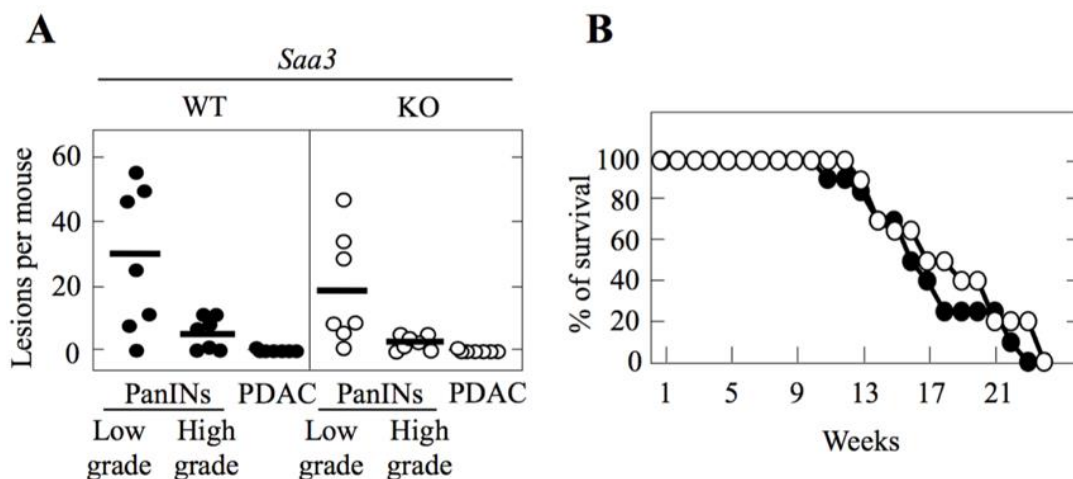 A
Saa3
WT KO
Lesions per mouse
60
40
20
0
PanINs PDAC PanINs PDAC
Low grade High grade Low grade High grade
B
% of survival
100
80
60
40
20
0
1 5 9 13 17 21
Weeks